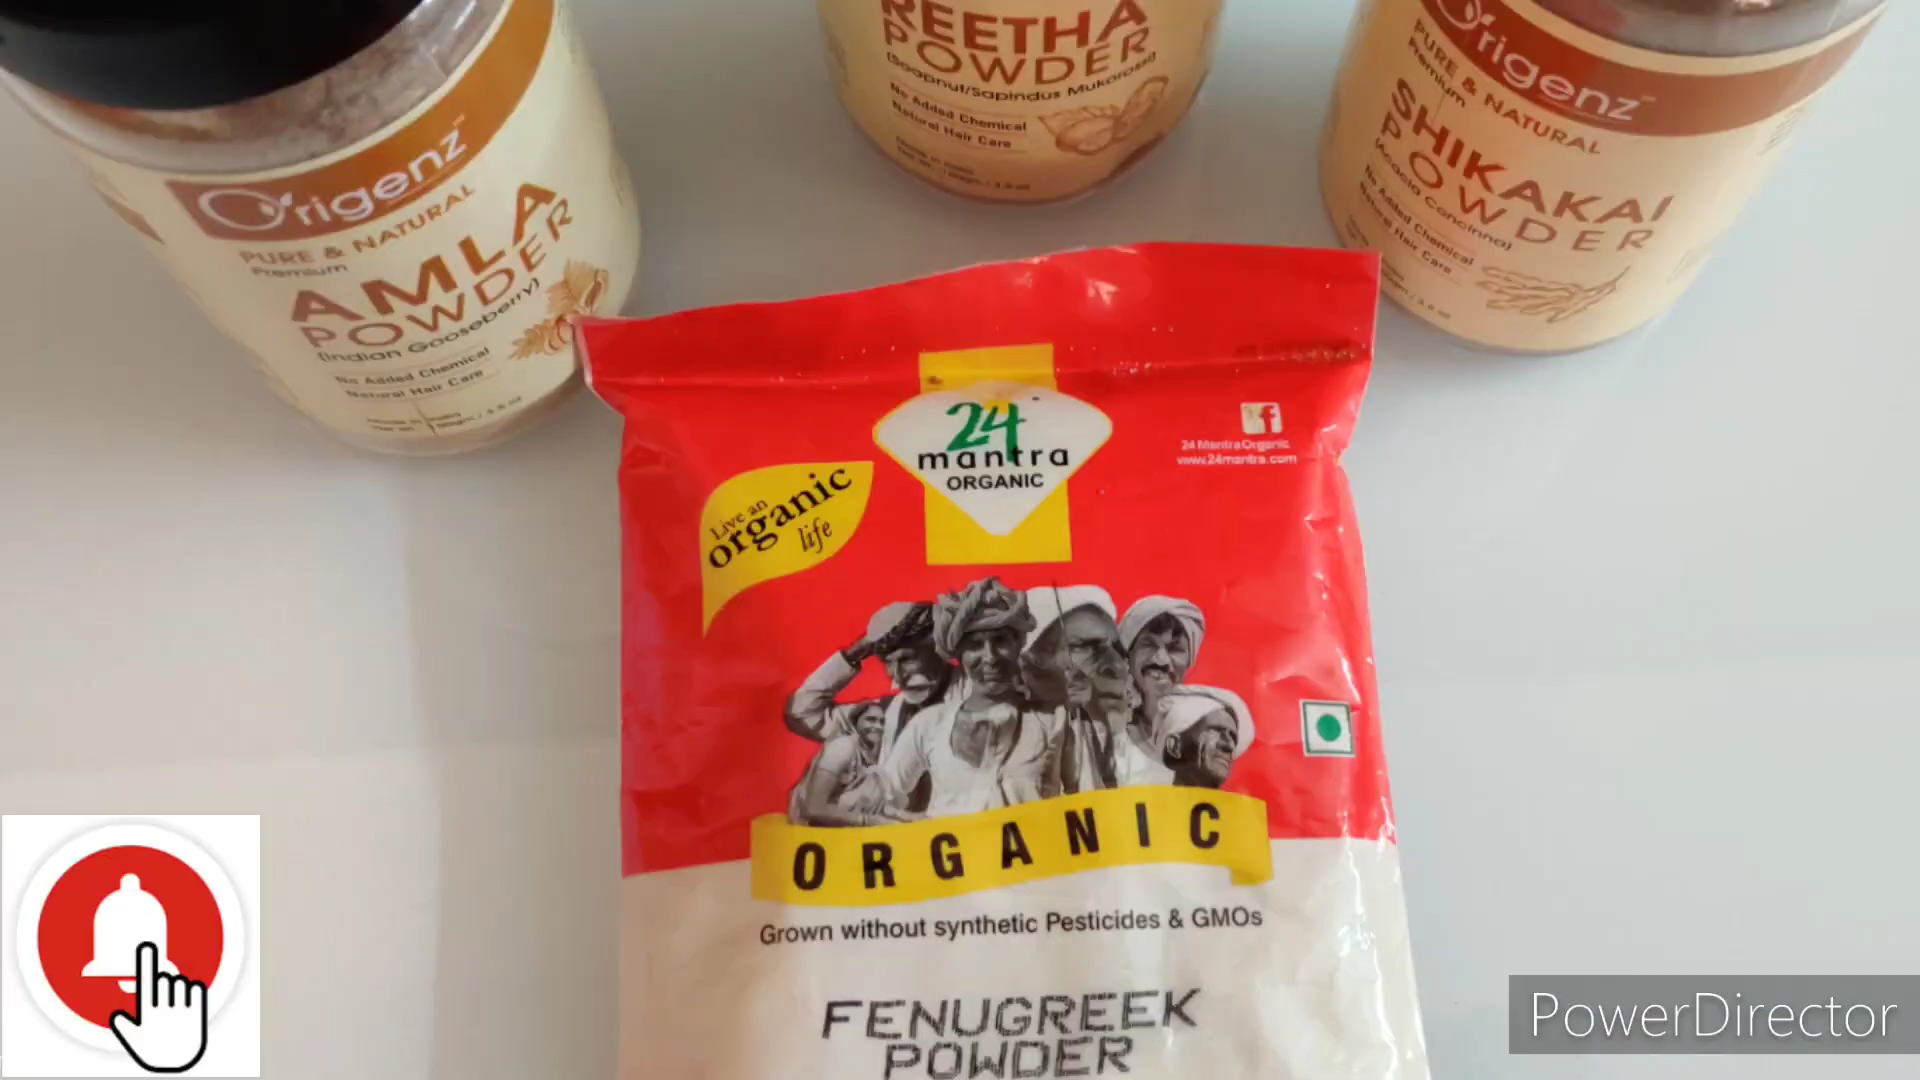 Origenz
PURE & NATURAL
Premium
AMLA
POWDER
(Indian Gooseberry)
No Added Chemical
Natural Hair Care
REETHA
POWDER
(Soapnut/Sapindus Mukorossi)
No Added Chemical
Natural Hair Care
Origenz
PURE & NATURAL
Premium
SHIKAKAI
POWDER
(Acacia Concinna)
No Added Chemical
Natural Hair Care
24
mantra
ORGANIC
24 Mantra Organic
www.24mantra.com
Live an
organic
life
ORGANIC
Grown without synthetic Pesticides & GMOs
FENUGREEK
POWDER
PowerDirector